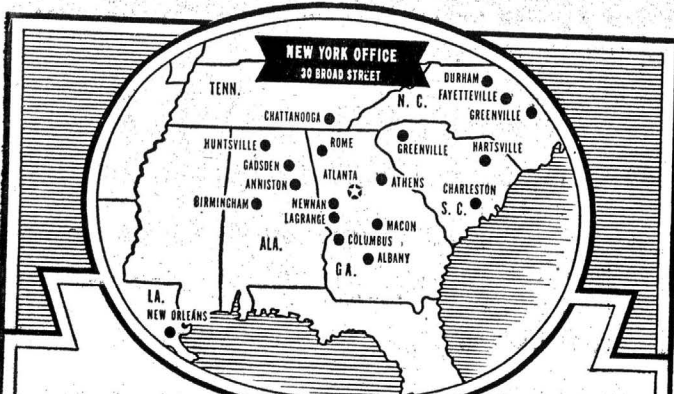 NEW YORK OFFICE
30 BROAD STREET
TENN.
DURHAM
N. C.
FAYETTEVILLE
GREENVILLE
CHATTANOOGA
HUNTSVILLE
ROME
GREENVILLE
HARTSVILLE
GADSDEN
ATLANTA
ATHENS
ANNISTON
CHARLESTON
BIRMINGHAM
NEWNAN
S. C.
LAGRANGE
MACON
ALA.
COLUMBUS
GA.
ALBANY
LA.
NEW ORLEANS